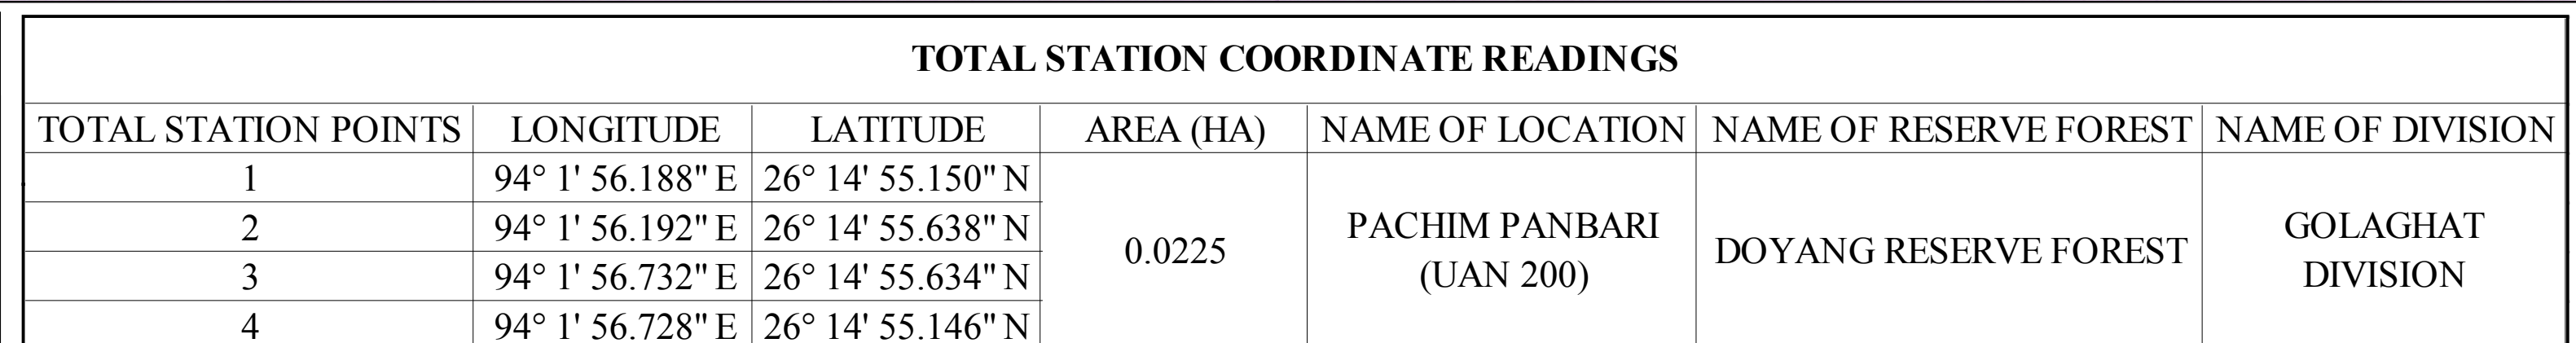 TOTAL STATION COORDINATE READINGS
TOTAL STATION POINTS LONGITUDE LATITUDE AREA (HA) NAME OF LOCATION NAME OF RESERVE FOREST NAME OF DIVISION
1 94° 1' 56.188" E 26° 14' 55.150" N
2 94° 1' 56.192" E 26° 14' 55.638" N
3 94° 1' 56.732" E 26° 14' 55.634" N
4 94° 1' 56.728" E 26° 14' 55.146" N
0.0225
PACHIM PANBARI
(UAN 200)
DOYANG RESERVE FOREST
GOLAGHAT
DIVISION